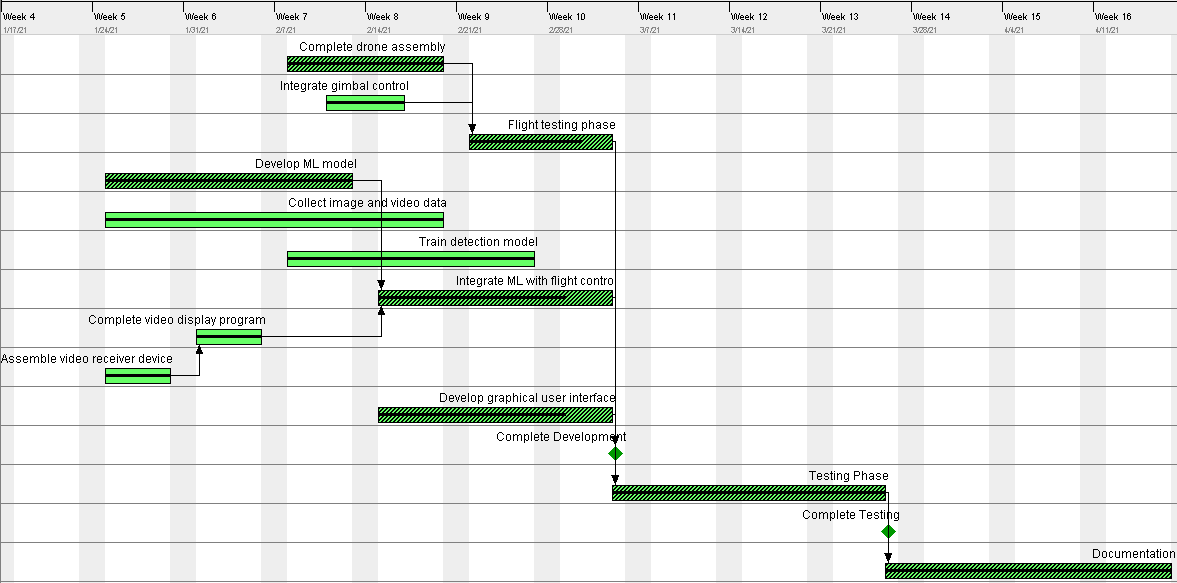 Week 4 Week 5 Week 6 Week 7 Week 8 Week 9 Week 10 Week 11 Week 12 Week 13 Week 14 Week 15 Week 16
1/17/21 1/24/21 1/31/21 2/7/21 2/14/21 2/21/21 2/28/21 3/7/21 3/14/21 3/21/21 3/28/21 4/4/21 4/11/21
Complete drone assembly
Integrate gimbal control
Flight testing phase
Develop ML model
Collect image and video data
Train detection model
Integrate ML with flight contro
Complete video display program
Assemble video receiver device
Develop graphical user interface
Complete Development
Testing Phase
Complete Testing
Documentation